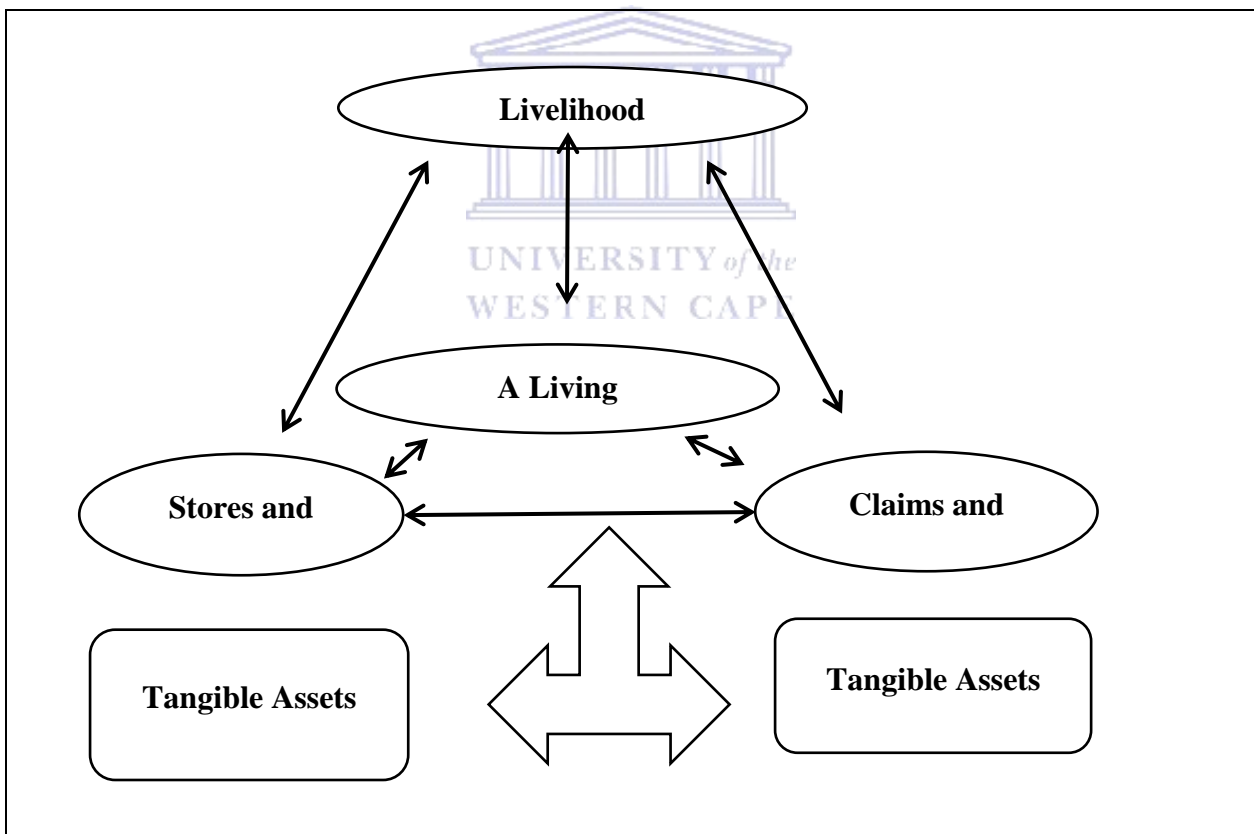 Livelihood
UNIVERSITY of the
WESTERN CAPE
A Living
Stores and
Claims and
Tangible Assets
Tangible Assets